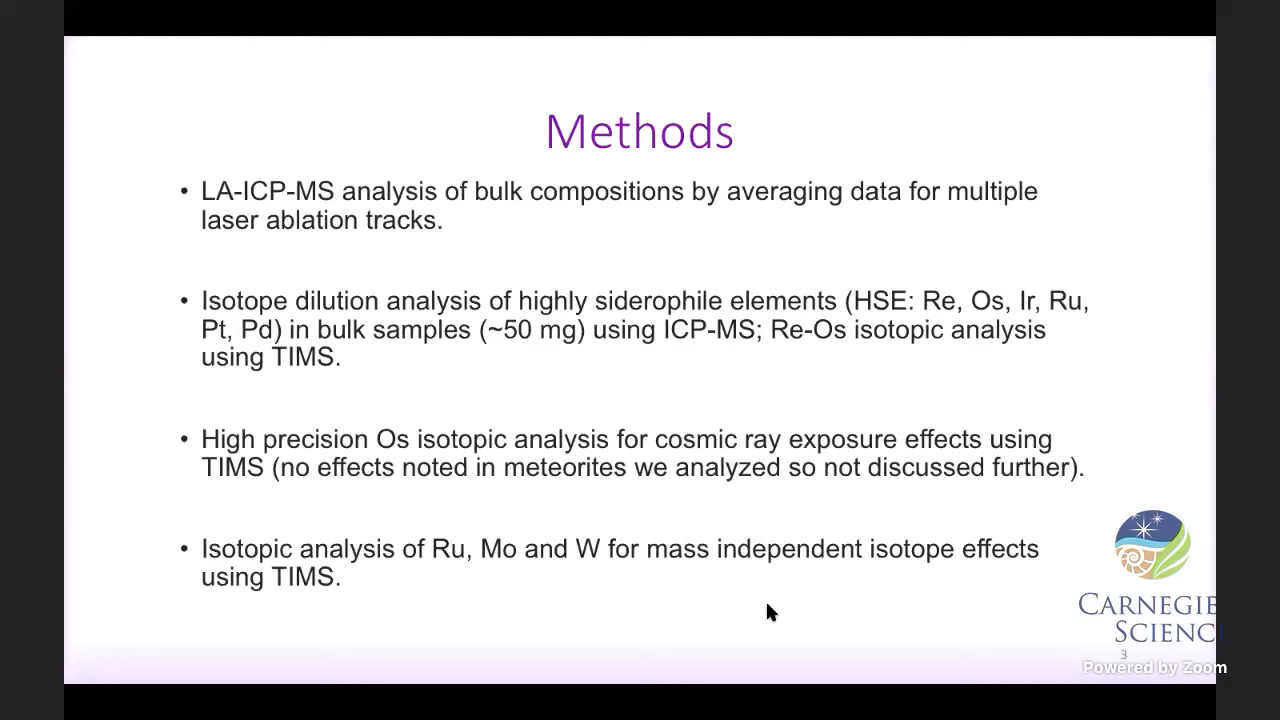 Methods
• LA-ICP-MS analysis of bulk compositions by averaging data for multiple
laser ablation tracks.
• Isotope dilution analysis of highly siderophile elements (HSE: Re, Os, Ir, Ru,
Pt, Pd) in bulk samples (~50 mg) using ICP-MS; Re-Os isotopic analysis
using TIMS.
• High precision Os isotopic analysis for cosmic ray exposure effects using
TIMS (no effects noted in meteorites we analyzed so not discussed further).
• Isotopic analysis of Ru, Mo and W for mass independent isotope effects
using TIMS.
CARNEGIE
SCIENC
3
Powered by Zoom